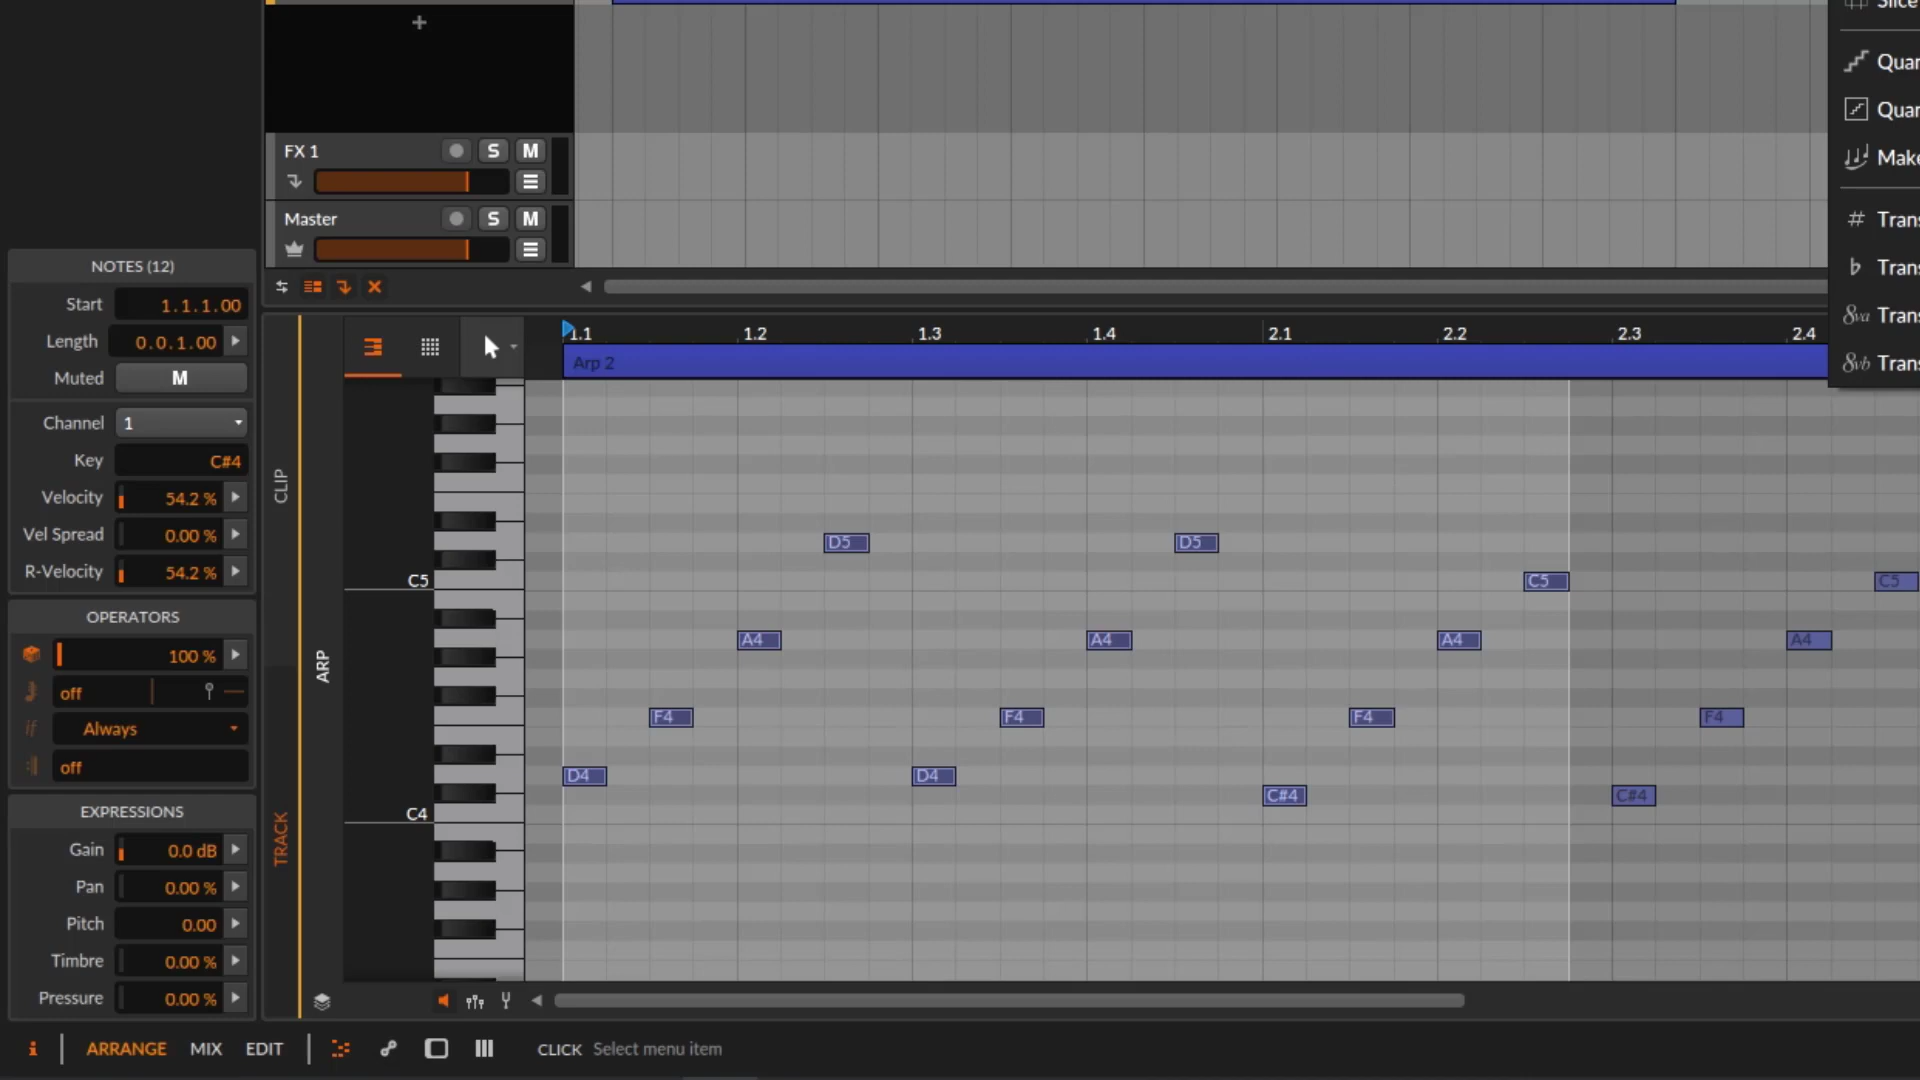 Slice
Quan
Quan
Make
Trans
Trans
8va Trans
8vb Trans
FX 1
S M
Master
S M
NOTES (12)
Start 1.1.1.00
Length 0.0.1.00
Muted M
Channel 1
Key C#4
Velocity 54.2 %
Vel Spread 0.00 %
R-Velocity 54.2 %
OPERATORS
100 %
off
if Always
off
EXPRESSIONS
Gain 0.0 dB
Pan 0.00 %
Pitch 0.00
Timbre 0.00 %
Pressure 0.00 %
CLIP
TRACK
ARP
1.1 1.2 1.3 1.4 2.1 2.2 2.3 2.4
Arp 2
D5 D5
C5 C5 C5
A4 A4 A4 A4
F4 F4 F4 F4
D4 D4
C#4 C#4
C4
i ARRANGE MIX EDIT CLICK Select menu item